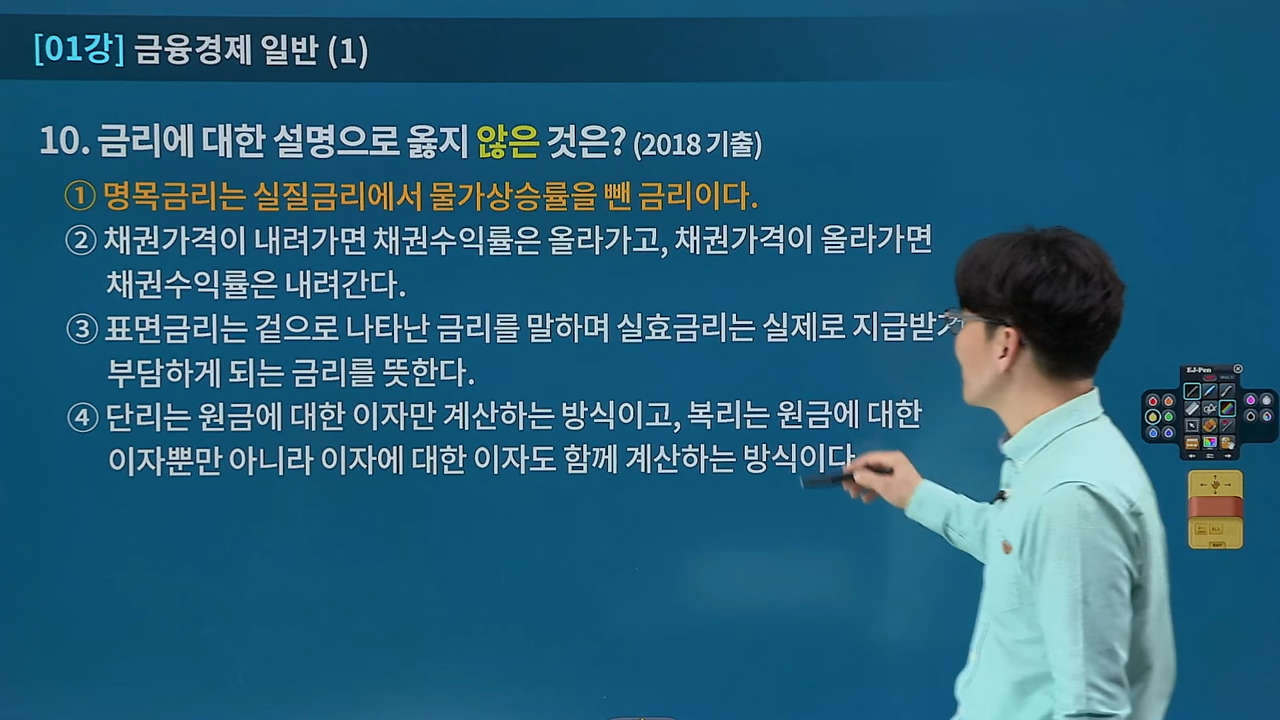 [01강] 금융경제 일반 (1)
10. 금리에 대한 설명으로 옳지 않은 것은? (2018 기출)
① 명목금리는 실질금리에서 물가상승률을 뺀 금리이다.
② 채권가격이 내려가면 채권수익률은 올라가고, 채권가격이 올라가면
채권수익률은 내려간다.
③ 표면금리는 겉으로 나타난 금리를 말하며 실효금리는 실제로
부담하게 되는 금리를 뜻한다.
④ 단리는 원금에 대한 이자만 계산하는 방식이고, 복리는 원금에 대한
이자뿐만 아니라 이자에 대한 이자도 함께 계산하는 방식이다
EJ-Pen